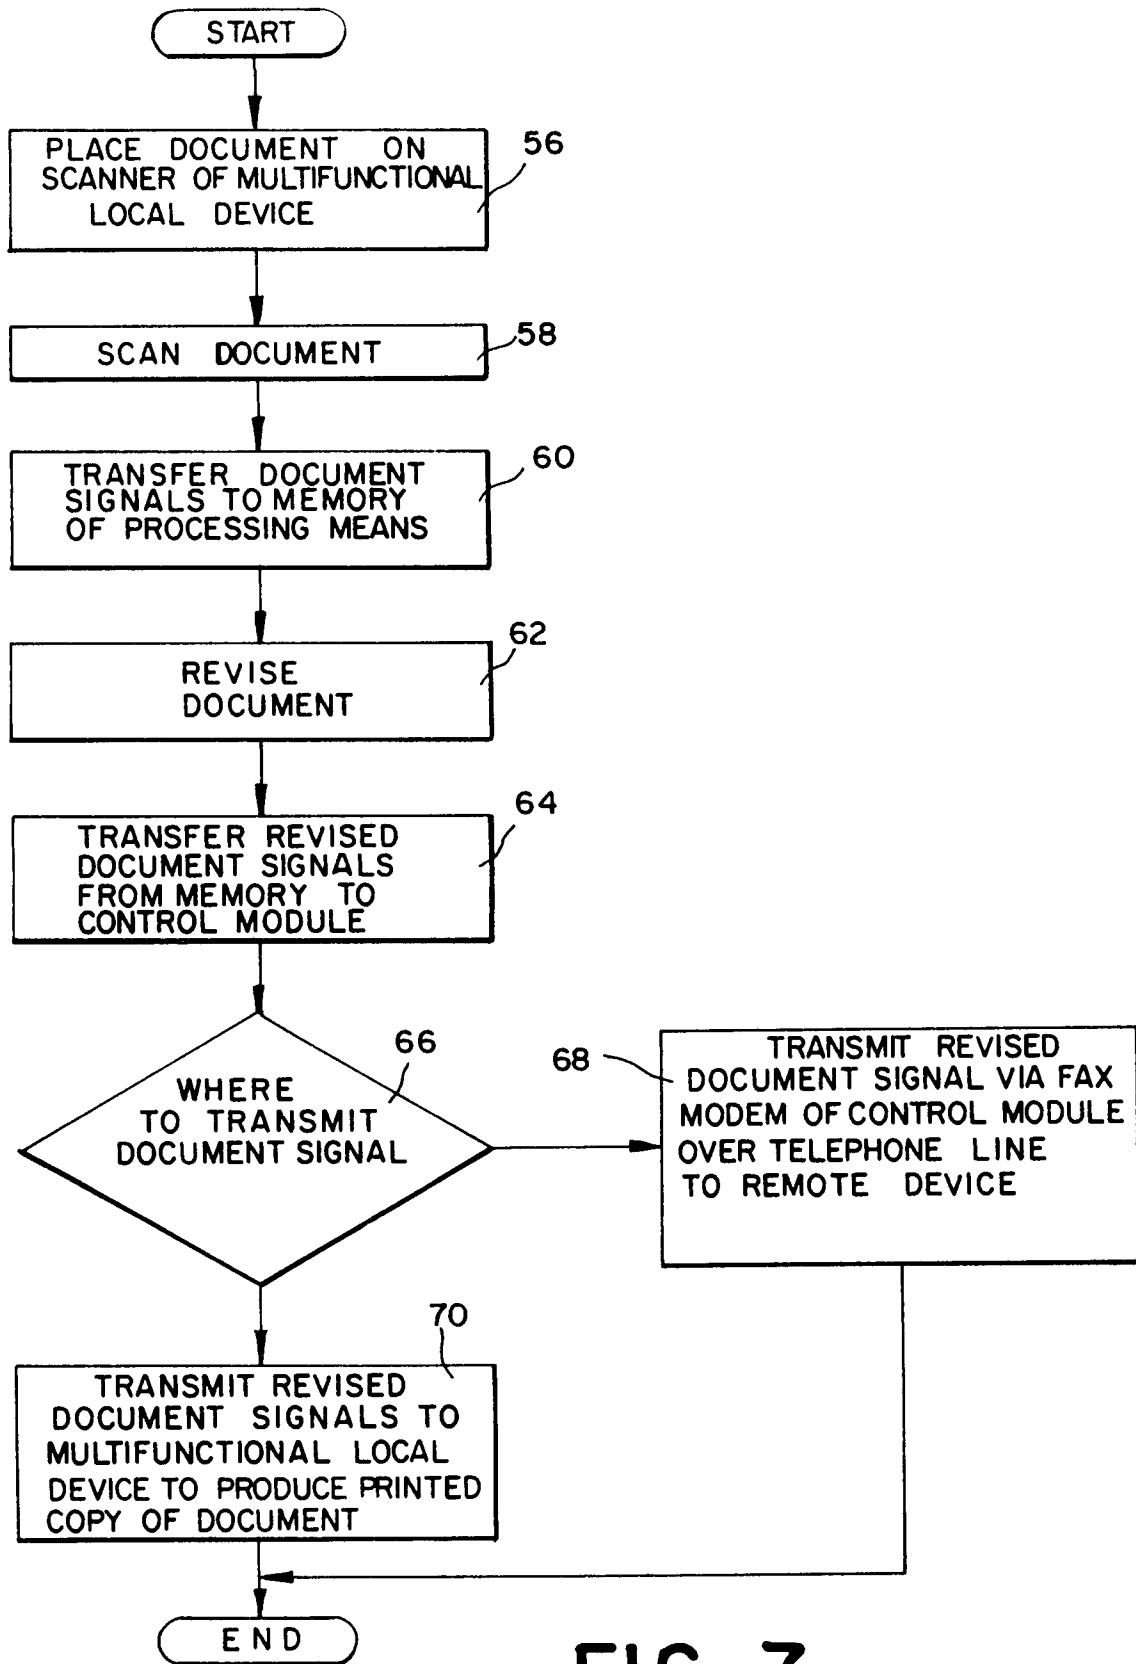 START
PLACE DOCUMENT ON
SCANNER OF MULTIFUNCTIONAL
LOCAL DEVICE
56
SCAN DOCUMENT
58
TRANSFER DOCUMENT
SIGNALS TO MEMORY
OF PROCESSING MEANS
60
REVISE
DOCUMENT
62
TRANSFER REVISED
DOCUMENT SIGNALS
FROM MEMORY TO
CONTROL MODULE
64
WHERE
TO TRANSMIT
DOCUMENT SIGNAL
66
68
TRANSMIT REVISED
DOCUMENT SIGNAL VIA FAX
MODEM OF CONTROL MODULE
OVER TELEPHONE LINE
TO REMOTE DEVICE
70
TRANSMIT REVISED
DOCUMENT SIGNALS TO
MULTIFUNCTIONAL LOCAL
DEVICE TO PRODUCE PRINTED
COPY OF DOCUMENT
END
FIG.